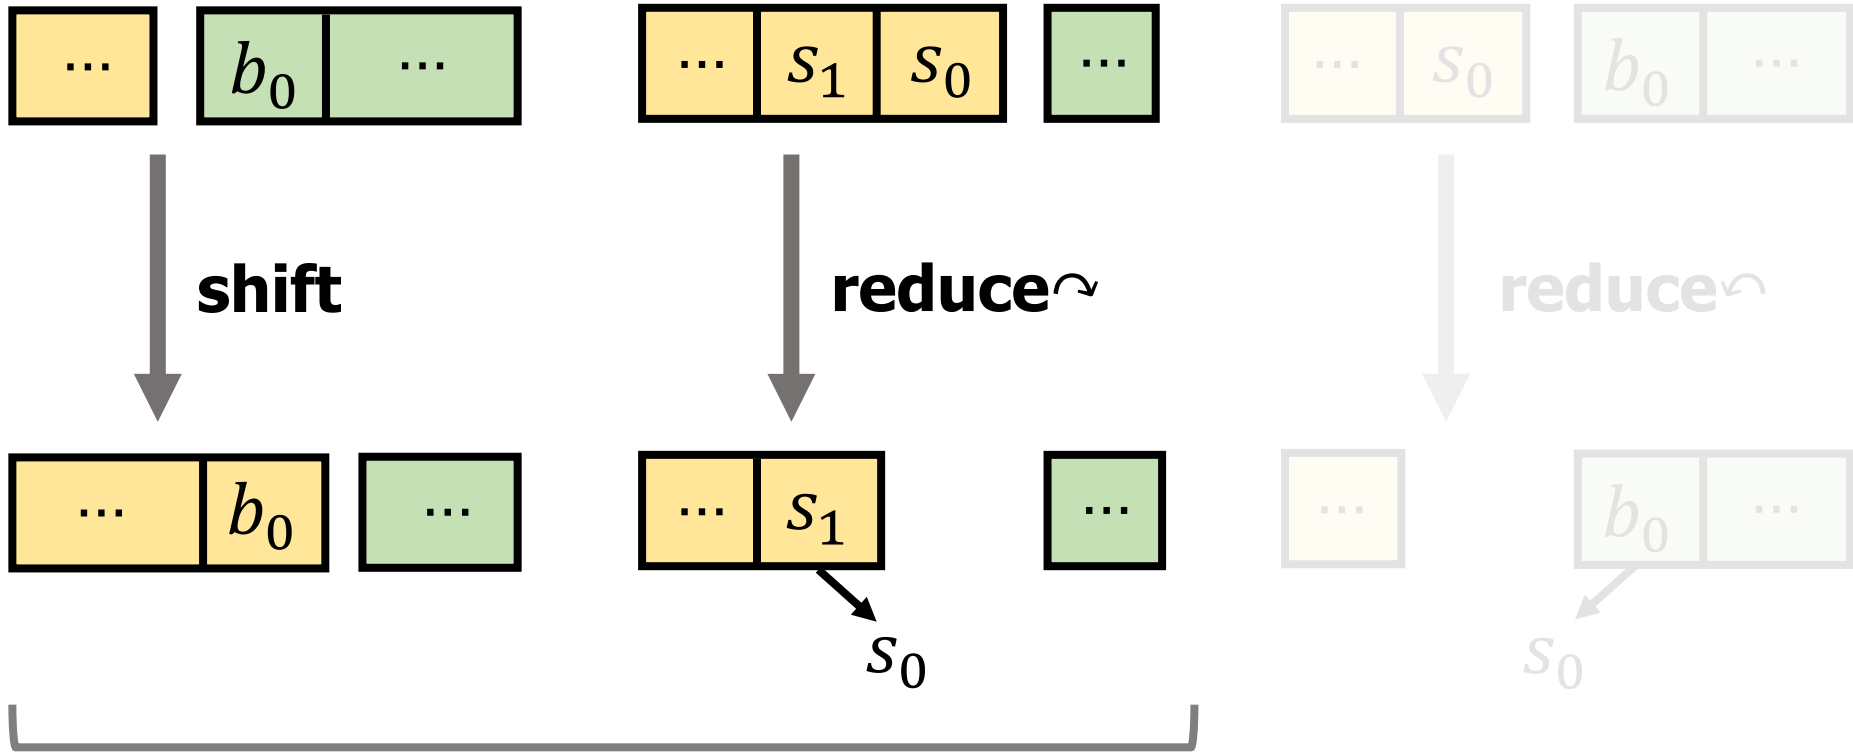 ... b₀ ... ... s₁ s₀ ... ... s₀ b₀ ...
shift reduce↷ reduce↶
... b₀ ... ... s₁ ... ... b₀ ...
s₀ s₀